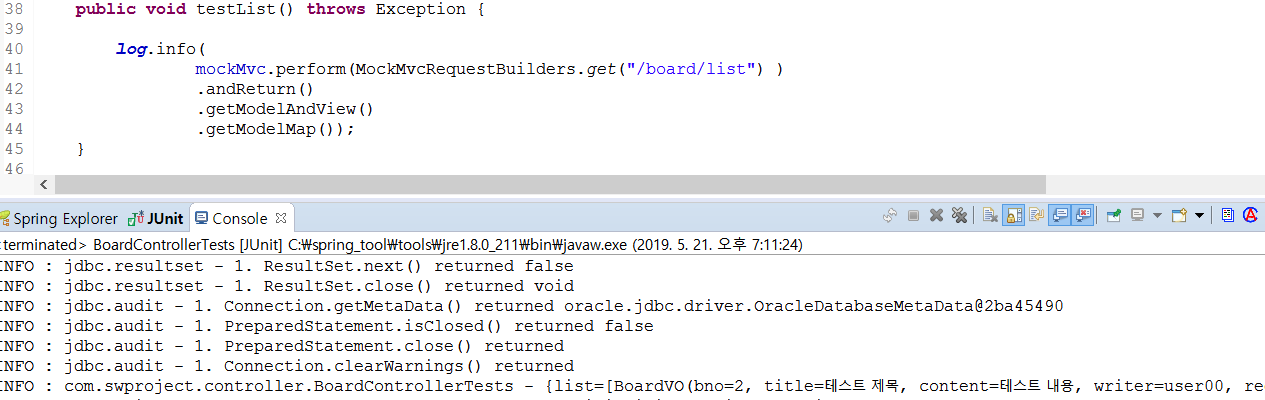 38 public void testList() throws Exception {
39
40 log.info(
41 mockMvc.perform(MockMvcRequestBuilders.get("/board/list") )
42 .andReturn()
43 .getModelAndView()
44 .getModelMap());
45 }
46
Spring Explorer JUnit Console
<terminated> BoardControllerTests [JUnit] C:₩spring_tool₩tools₩jre1.8.0_211₩bin₩javaw.exe (2019. 5. 21. 오후 7:11:24)
INFO : jdbc.resultset - 1. ResultSet.next() returned false
INFO : jdbc.resultset - 1. ResultSet.close() returned void
INFO : jdbc.audit - 1. Connection.getMetaData() returned oracle.jdbc.driver.OracleDatabaseMetaData@2ba45490
INFO : jdbc.audit - 1. PreparedStatement.isClosed() returned false
INFO : jdbc.audit - 1. PreparedStatement.close() returned
INFO : jdbc.audit - 1. Connection.clearWarnings() returned
INFO : com.swproject.controller.BoardControllerTests - {list=[BoardVO(bno=2, title=테스트 제목, content=테스트 내용, writer=user00, re